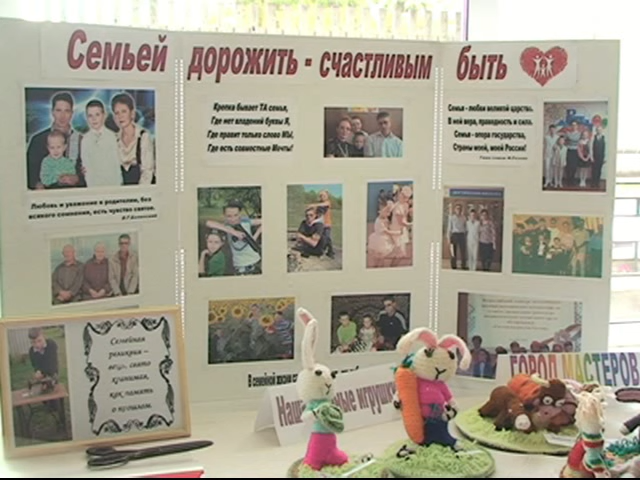 Семьей дорожить - счастливым быть
Крепка бывает ТА семья,
Где нет владений буквы Я,
Где правит только слово МЫ,
Где есть совместные Мечты!
Семья - любви великой царство.
В ней вера, праведность и сила.
Семья - опора государства,
Страны моей, моей России!
Любовь и уважение к родителям, без
всякого сомнения, есть чувство святое.
В.Г.Белинский
Семейная
реликвия –
вещь, свято
хранимая,
как память
о прошлом.
В семейной жизни
Наши
игрушки
ГОРОД МАСТЕРОВ